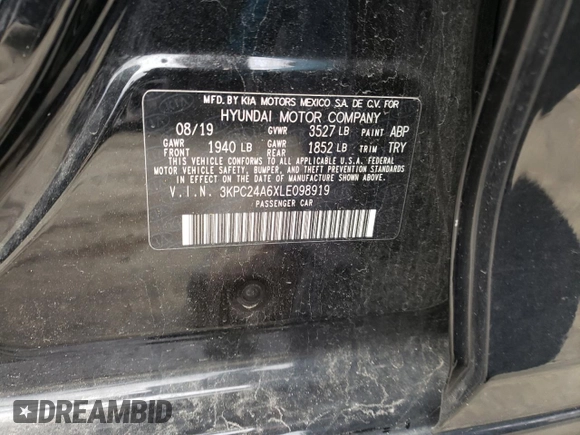 MFD. BY KIA MOTORS MEXICO S.A. DE C.V. FOR
HYUNDAI MOTOR COMPANY
08/19 GVWR 3527 LB PAINT ABP
GAWR FRONT 1940 LB GAWR REAR 1852 LB TRIM TRY
THIS VEHICLE CONFORMS TO ALL APPLICABLE U.S.A. FEDERAL
MOTOR VEHICLE SAFETY, BUMPER, AND THEFT PREVENTION STANDARDS
IN EFFECT ON THE DATE OF MANUFACTURE SHOWN ABOVE.
V.I.N. 3KPC24A6XLE098919
PASSENGER CAR
DREAMBID